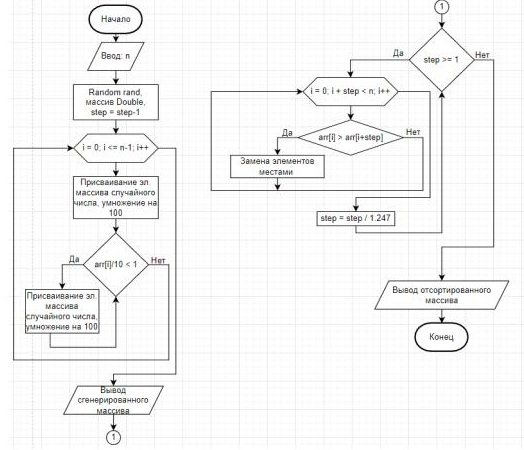 Начало
Ввод: n
Random rand,
массив Double,
step = step-1
i = 0; i <= n-1; i++
Присваивание эл.
массива случайного
числа, умножение на
100
Да
arr[i]/10 < 1
Нет
Присваивание эл.
массива
случайного числа,
умножение на 100
Вывод
сгенерированного
массива
1
1
Да
step >= 1
Нет
i = 0; i + step < n; i++
Да
arr[i] > arr[i+step]
Нет
Замена элементов
местами
step = step / 1.247
Вывод отсортированного
массива
Конец